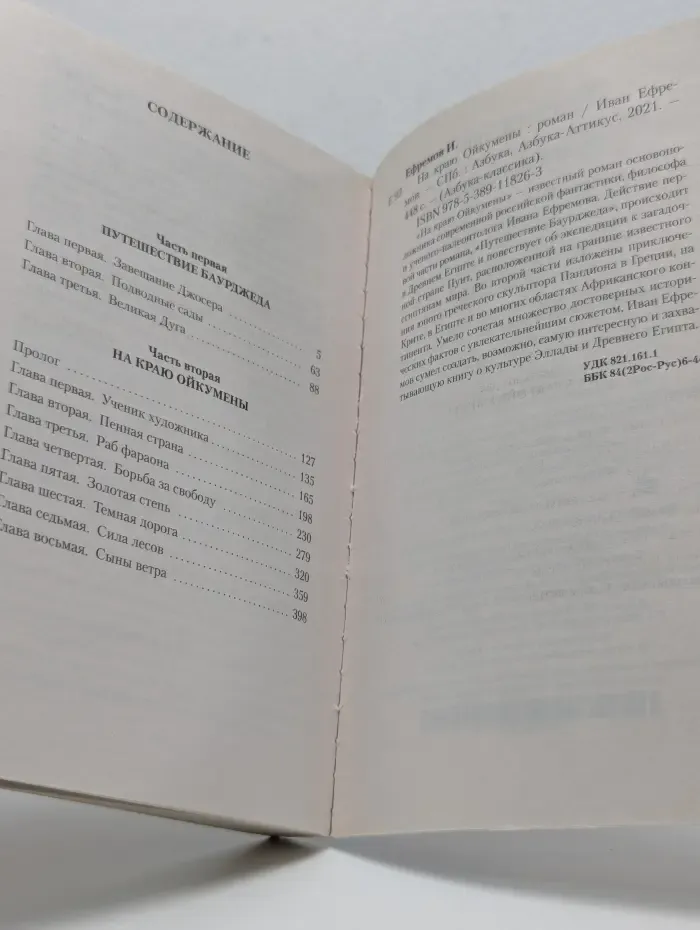 СОДЕРЖАНИЕ
Часть первая
ПУТЕШЕСТВИЕ БАУРДЖЕДА
Глава первая. Завещание Джосера 5
Глава вторая. Подводные сады 63
Глава третья. Великая Дуга 88
Часть вторая
НА КРАЮ ОЙКУМЕНЫ
Пролог 127
Глава первая. Ученик художника 135
Глава вторая. Пенная страна 165
Глава третья. Раб фараона 198
Глава четвертая. Борьба за свободу 230
Глава пятая. Золотая степь 279
Глава шестая. Темная дорога 320
Глава седьмая. Сила лесов 359
Глава восьмая. Сыны ветра 398
Ефремов И.
На краю Ойкумены : роман / Иван Ефре-
мов. — СПб. : Азбука, Азбука-Аттикус, 2021. —
448 с. — (Азбука-классика).
ISBN 978-5-389-11826-3
«На краю Ойкумены» — известный роман основопо-
ложника современной российской фантастики, философа
и ученого-палеонтолога Ивана Ефремова. Действие пер-
вой части романа, «Путешествие Баурджеда», происходит
в Древнем Египте и повествует об экспедиции к загадоч-
ной стране Пунт, расположенной на границе известного
египтянам мира. Во второй части изложены приключе-
ния юного греческого скульптора Пандиона в Греции, на
Крите, в Египте и во многих областях Африканского кон-
тинента. Умело сочетая множество достоверных истори-
ческих фактов с увлекательнейшим сюжетом, Иван Ефре-
мов сумел создать, возможно, самую интересную и захва-
тывающую книгу о культуре Эллады и Древнего Египта.
УДК 821.161.1
ББК 84(2Рос-Рус)6-4